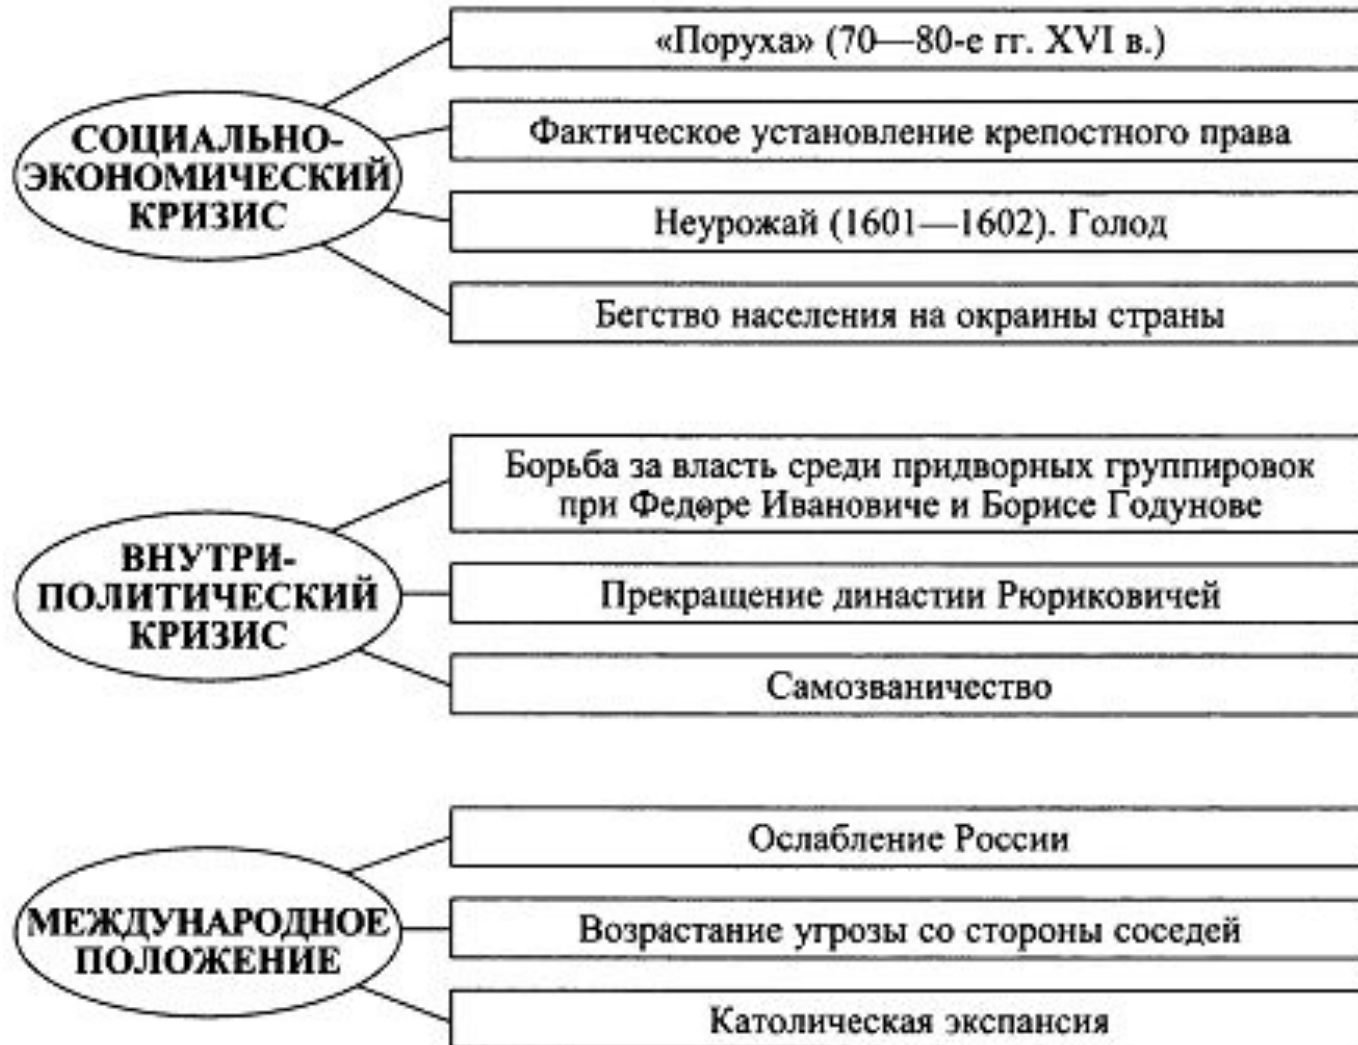 «Поруха» (70—80-е гг. XVI в.)
СОЦИАЛЬНО-
ЭКОНОМИЧЕСКИЙ
КРИЗИС
Фактическое установление крепостного права
Неурожай (1601—1602). Голод
Бегство населения на окраины страны
Борьба за власть среди придворных группировок
при Федоре Ивановиче и Борисе Годунове
ВНУТРИ-
ПОЛИТИЧЕСКИЙ
КРИЗИС
Прекращение династии Рюриковичей
Самозваничество
Ослабление России
МЕЖДУНАРОДНОЕ
ПОЛОЖЕНИЕ
Возрастание угрозы со стороны соседей
Католическая экспансия